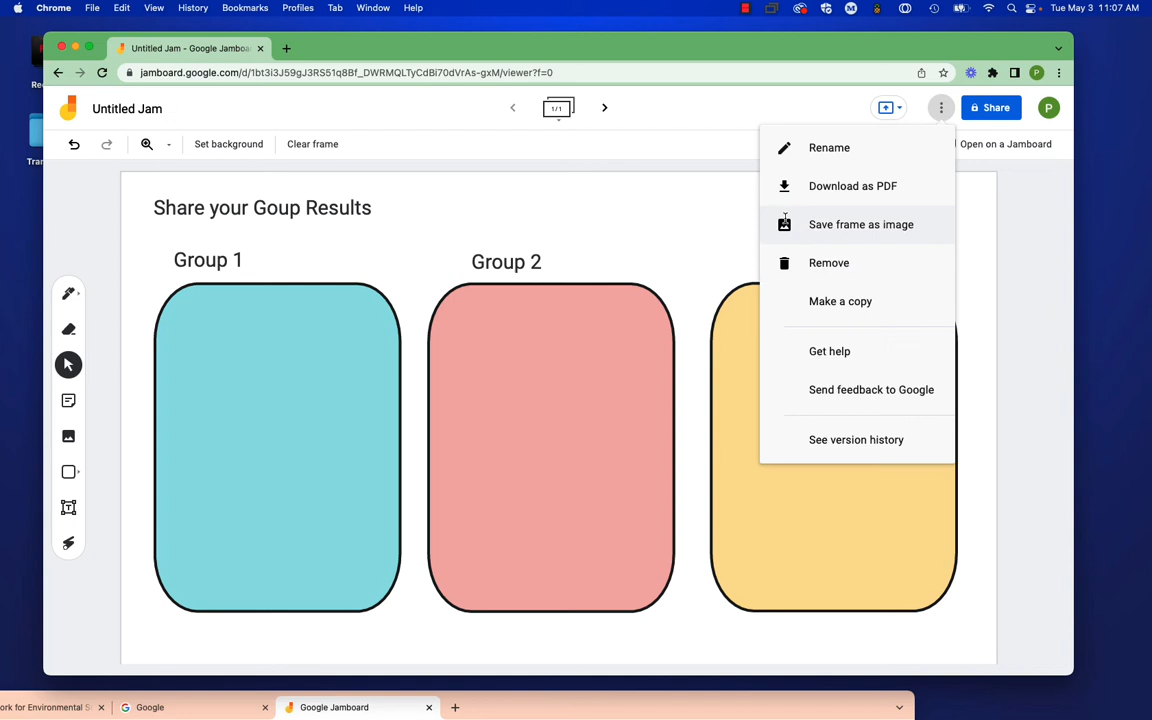 Chrome File Edit View History Bookmarks Profiles Tab Window Help Tue May 3 11:07 AM
Untitled Jam - Google Jamboa
jamboard.google.com/d/1bt3i3J59gJ3RS51q8Bf_DWRMQLTyCdBi70dVrAs-gxM/viewer?f=0
P
Untitled Jam
1/1
Share
P
Set background Clear frame
Open on a Jamboard
Rename
Download as PDF
Save frame as image
Remove
Make a copy
Get help
Send feedback to Google
See version history
Share your Goup Results
Group 1
Group 2
Re
Tran
ork for Environmental S
Google
Google Jamboard